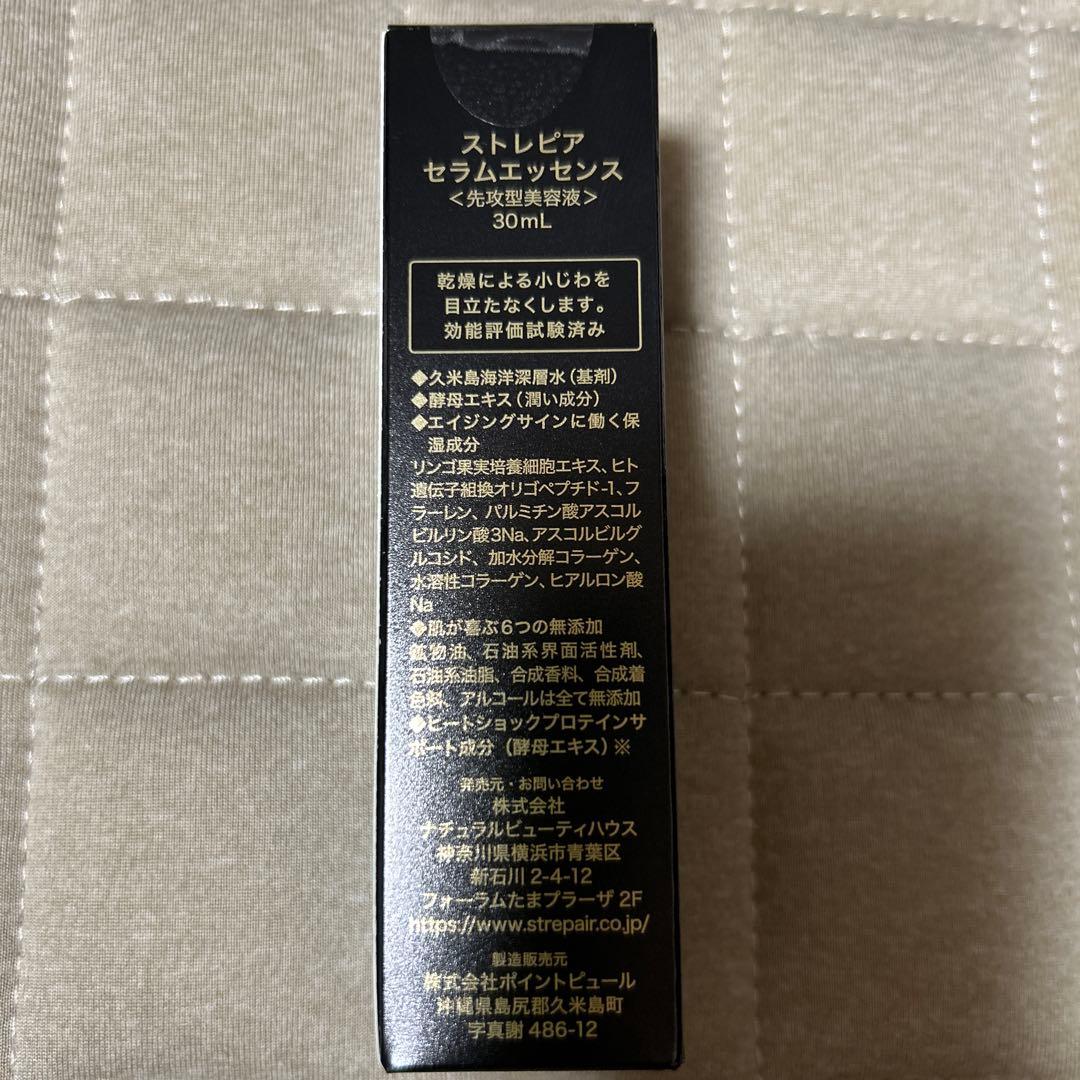 ストレピア
セラムエッセンス
＜先攻型美容液＞
30mL
乾燥による小じわを
目立たなくします。
効能評価試験済み
◆久米島海洋深層水（基剤）
◆酵母エキス（潤い成分）
◆エイジングサインに働く保
湿成分
リンゴ果実培養細胞エキス、ヒト
遺伝子組換オリゴペプチド-1、フ
ラーレン、パルミチン酸アスコル
ビルリン酸3Na、アスコルビルグ
ルコシド、加水分解コラーゲン、
水溶性コラーゲン、ヒアルロン酸
Na
◆肌が喜ぶ6つの無添加
鉱物油、石油系界面活性剤、
石油系油脂、合成香料、合成着
色料、アルコールは全て無添加
◆ヒートショックプロテインサ
ポート成分（酵母エキス）※
発売元・お問い合わせ
株式会社
ナチュラルビューティハウス
神奈川県横浜市青葉区
新石川 2-4-12
フォーラムたまプラーザ 2F
https://www.strepair.co.jp/
製造販売元
株式会社ポイントピュール
沖縄県島尻郡久米島町
字真謝 486-12